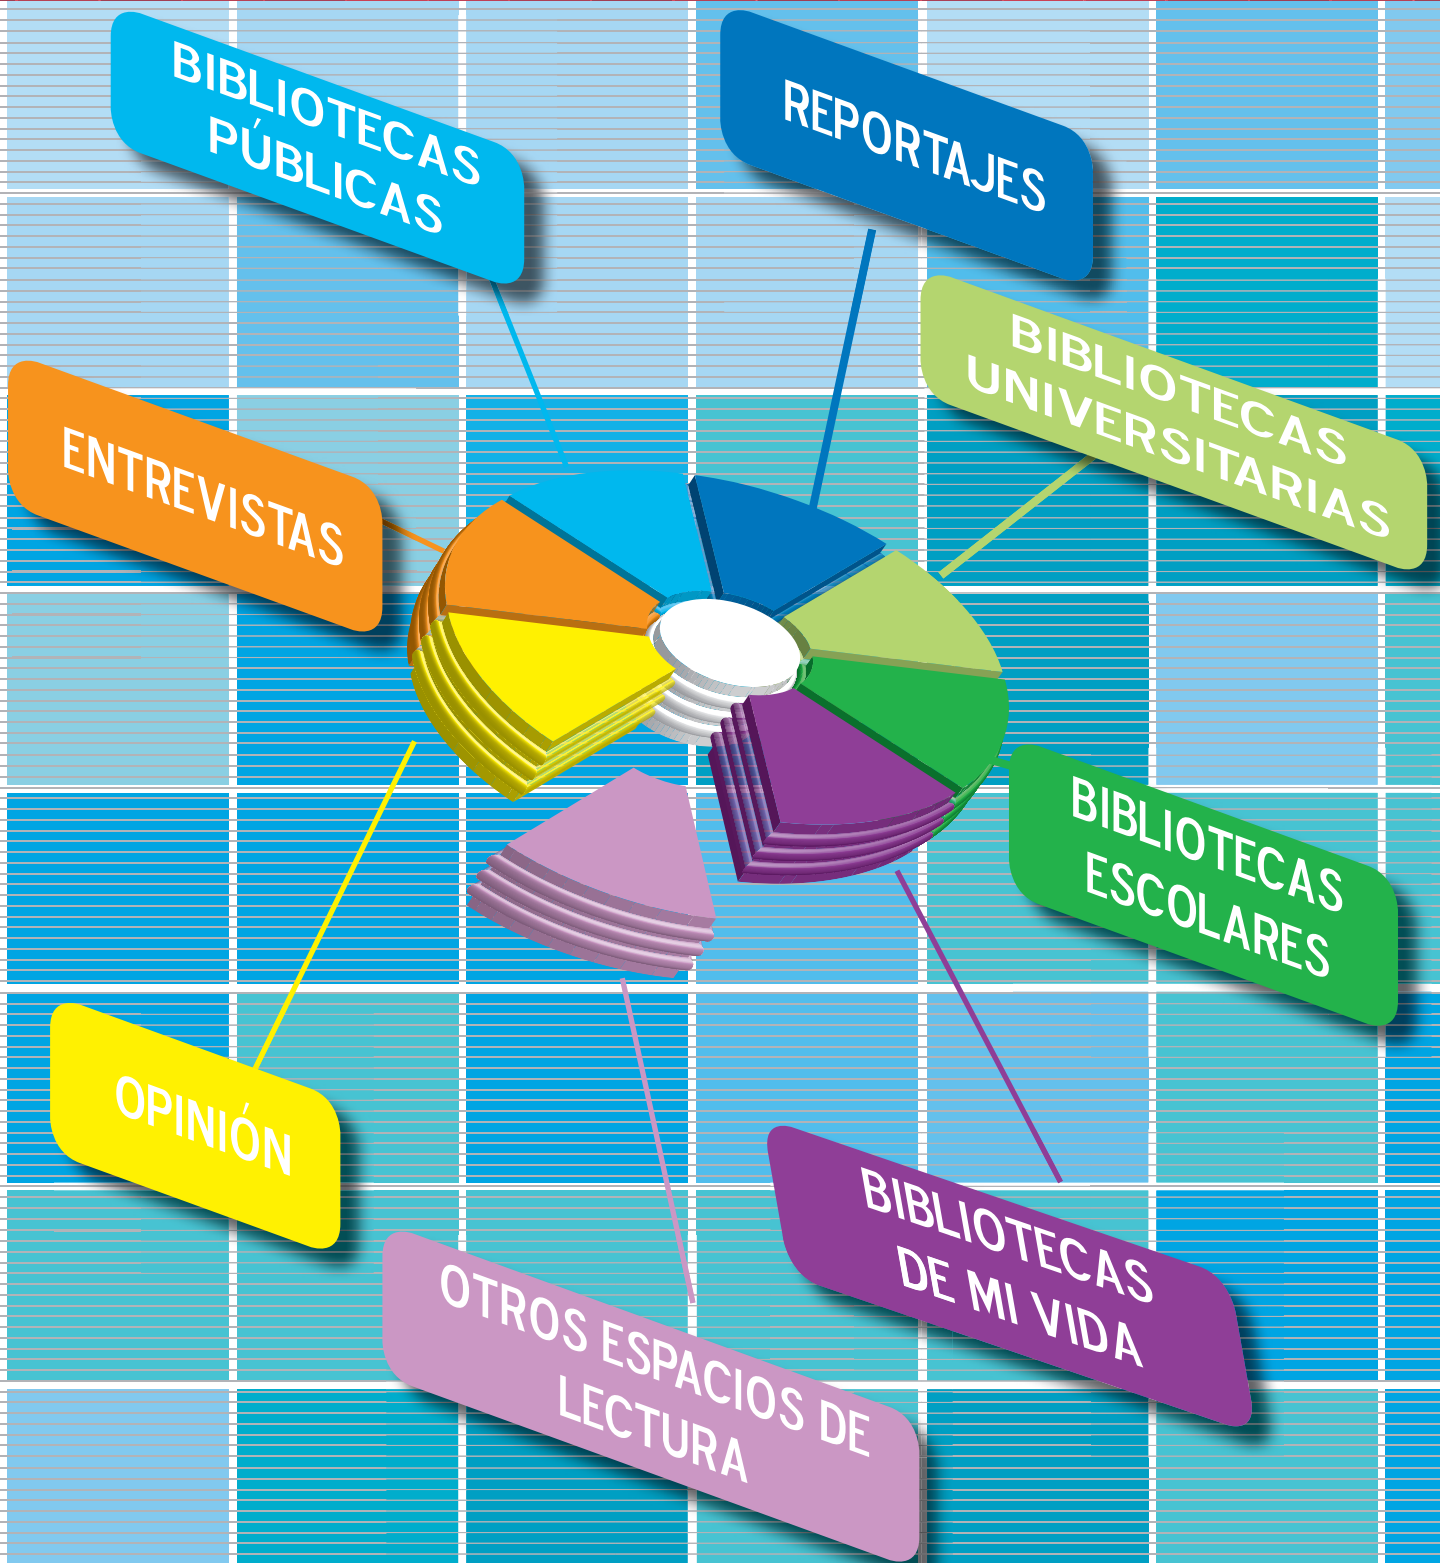 BIBLIOTECAS
PÚBLICAS
REPORTAJES
BIBLIOTECAS
UNIVERSITARIAS
ENTREVISTAS
BIBLIOTECAS
ESCOLARES
OPINIÓN
BIBLIOTECAS
DE MI VIDA
OTROS ESPACIOS DE
LECTURA